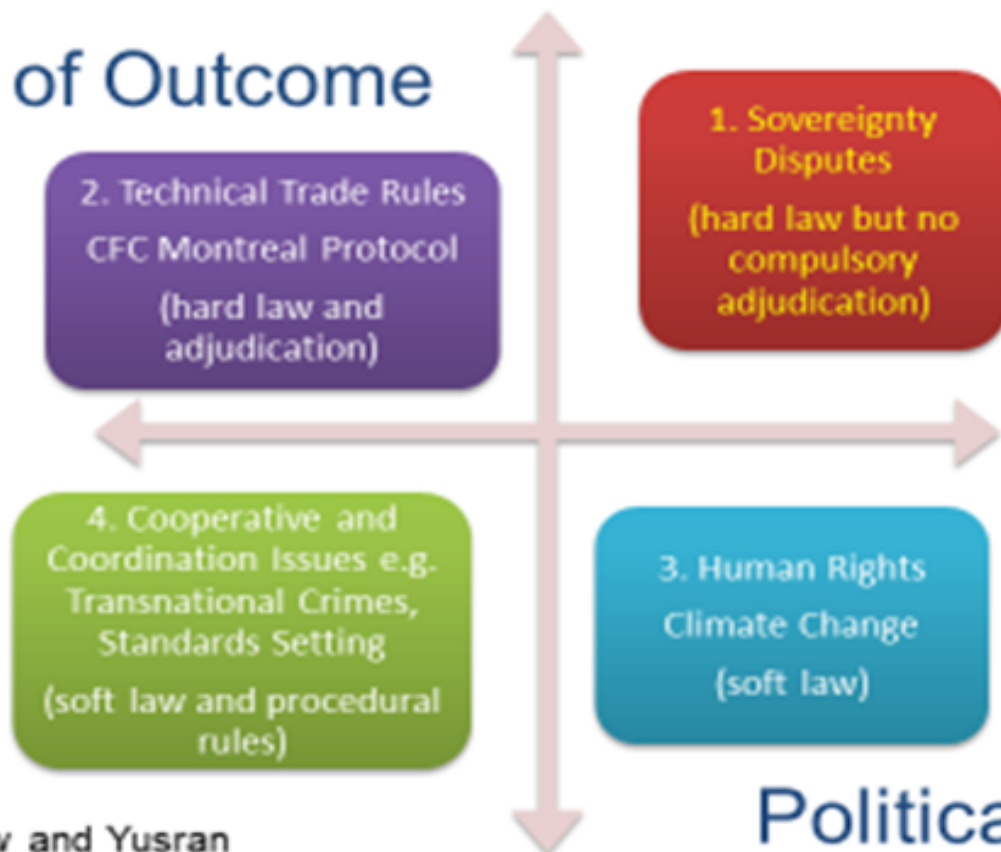 of Outcome
1. Sovereignty
Disputes
(hard law but no
compulsory
adjudication)
2. Technical Trade Rules
CFC Montreal Protocol
(hard law and
adjudication)
4. Cooperative and
Coordination Issues e.g.
Transnational Crimes,
Standards Setting
(soft law and procedural
rules)
3. Human Rights
Climate Change
(soft law)
Politica
and Yusran